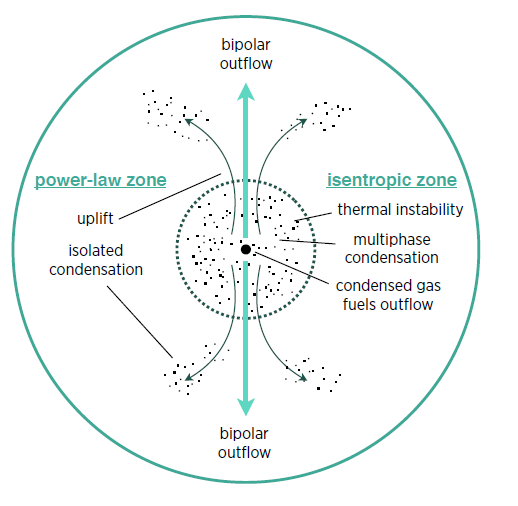 bipolar
outflow
power-law zone
isentropic zone
uplift
thermal instability
isolated
condensation
multiphase
condensation
condensed gas
fuels outflow
bipolar
outflow